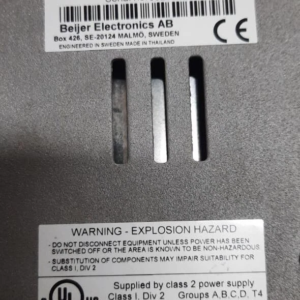 Beijer Electronics AB
Box 426, SE-20124 MALMÖ, SWEDEN
ENGINEERED IN SWEDEN MADE IN THAILAND
CE
WARNING - EXPLOSION HAZARD
- DO NOT DISCONNECT EQUIPMENT UNLESS POWER HAS BEEN
SWITCHED OFF OR THE AREA IS KNOWN TO BE NON-HAZARDOUS
- SUBSTITUTION OF COMPONENTS MAY IMPAIR SUITABILITY FOR
CLASS I, DIV 2
Supplied by class 2 power supply
Class I, Div 2 Groups A,B,C,D, T4
UL
US